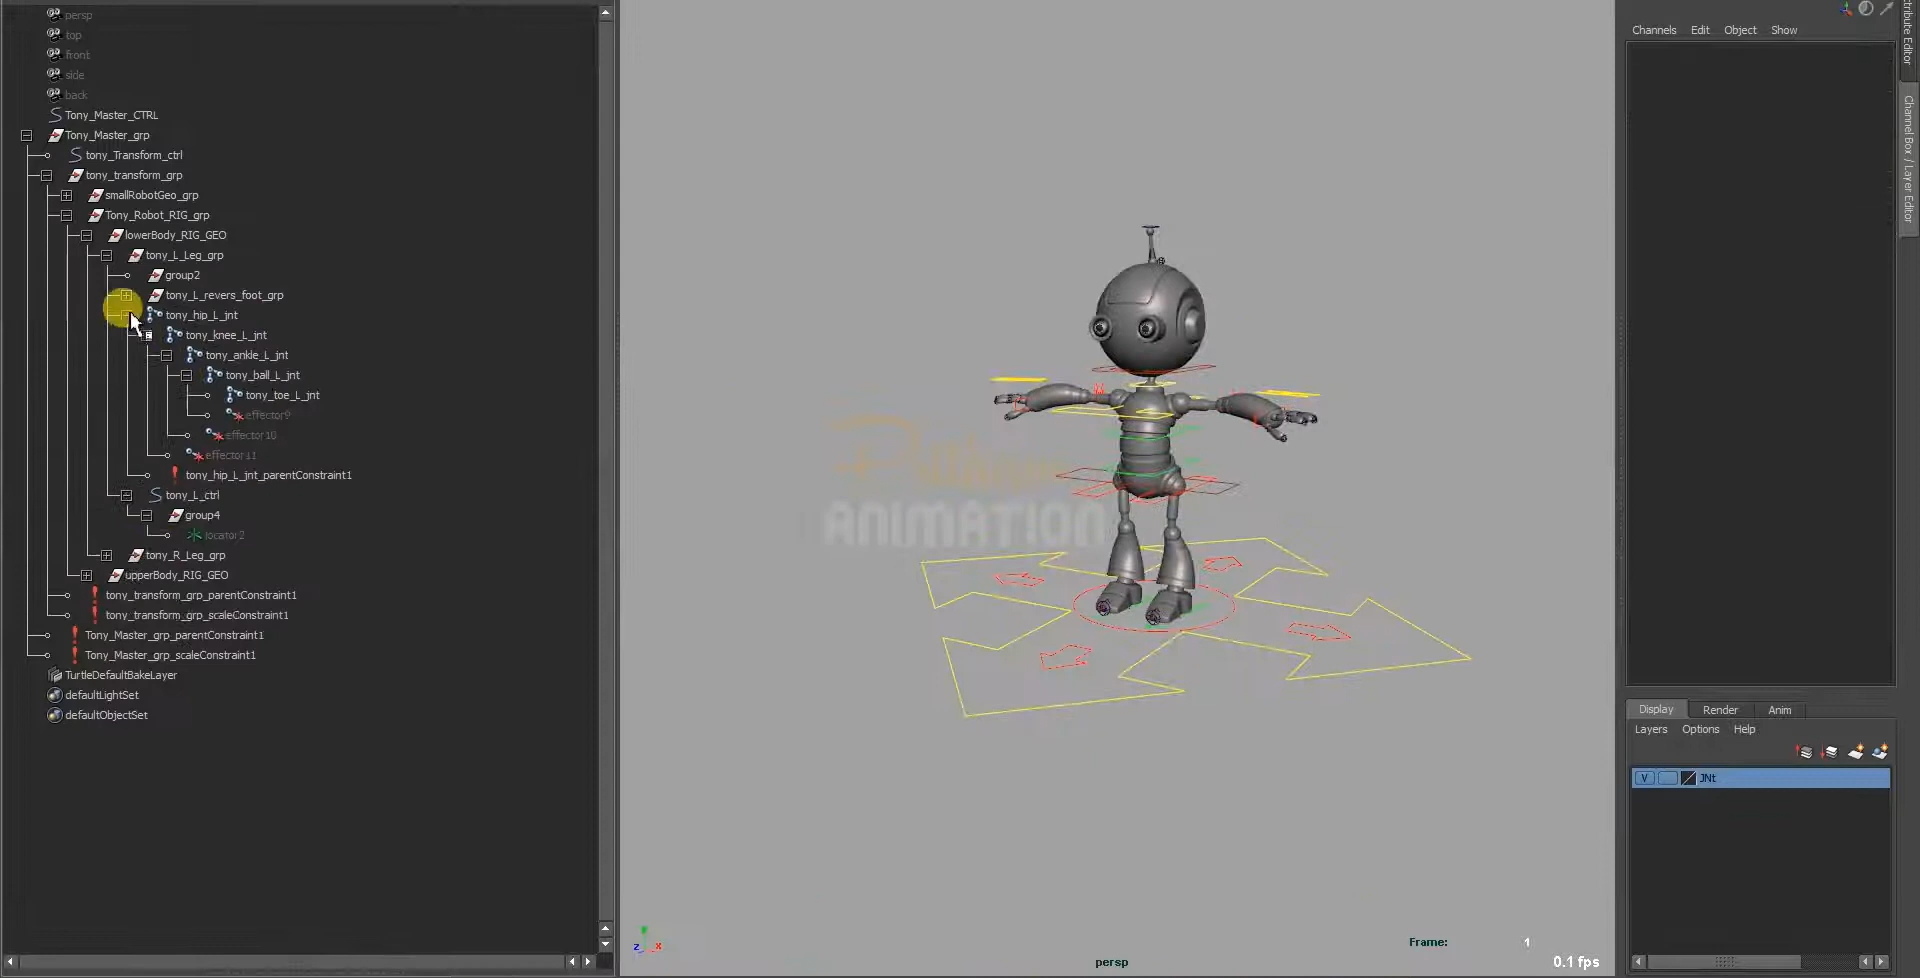 persp
top
front
side
back
Tony_Master_CTRL
Tony_Master_grp
tony_Transform_ctrl
tony_transform_grp
smallRobotGeo_grp
Tony_Robot_RIG_grp
lowerBody_RIG_GEO
tony_L_Leg_grp
group2
tony_L_revers_foot_grp
tony_hip_L_jnt
tony_knee_L_jnt
tony_ankle_L_jnt
tony_ball_L_jnt
tony_toe_L_jnt
effector9
effector10
effector11
tony_hip_L_jnt_parentConstraint1
tony_L_ctrl
group4
locator2
tony_R_Leg_grp
upperBody_RIG_GEO
tony_transform_grp_parentConstraint1
tony_transform_grp_scaleConstraint1
Tony_Master_grp_parentConstraint1
Tony_Master_grp_scaleConstraint1
TurtleDefaultBakeLayer
defaultLightSet
defaultObjectSet
ANIMATION
z x
persp
Frame: 1
0.1 fps
Channels Edit Object Show
Channel Box / Layer Editor
Display Render Anim
Layers Options Help
V JNt